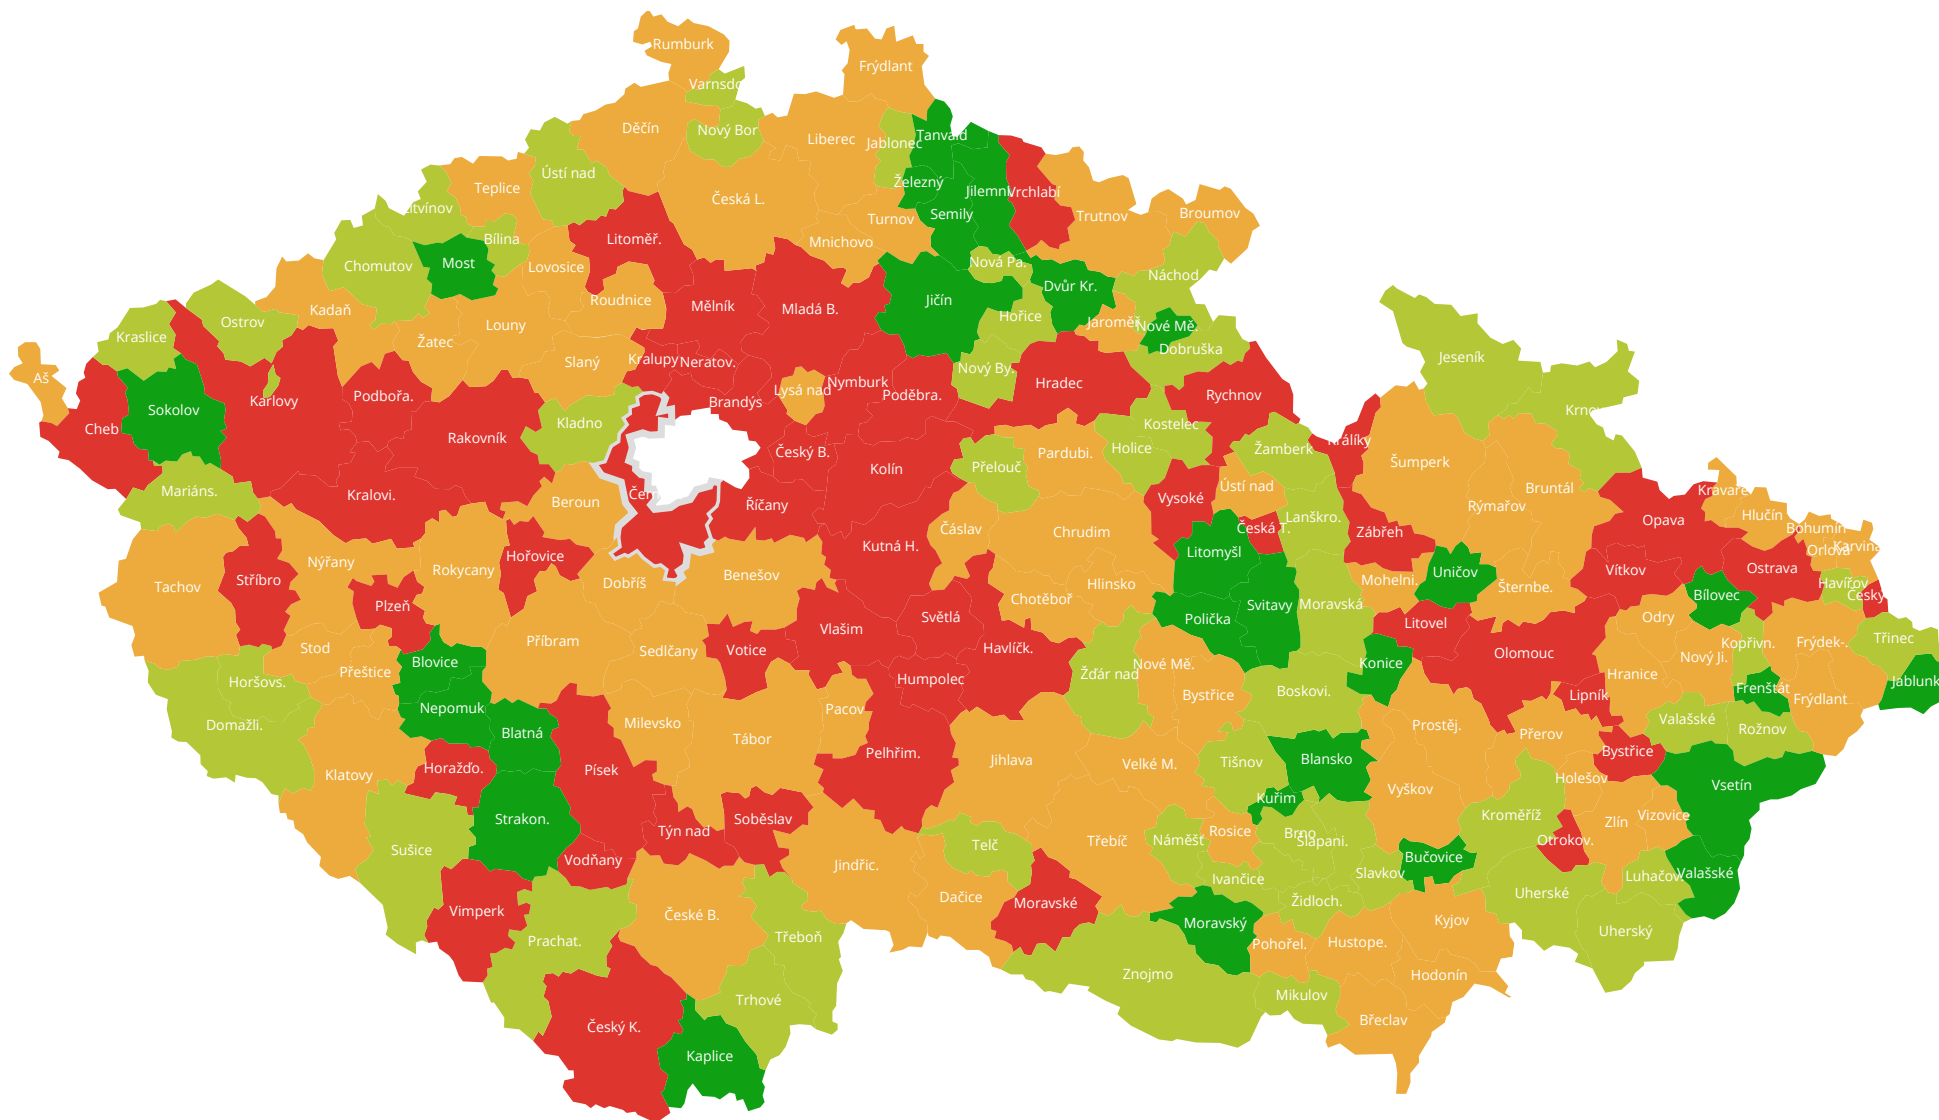 Rumburk
Frýdlant
Varnsdo
Děčín
Nový Bor
Liberec
Jablonec
Tanvald
Ústí nad
Teplice
Železný
Jilemni
Vrchlabí
Česká L.
Semily
Turnov
Trutnov
Broumov
Litvínov
Bílina
Litoměř.
Mnichovo
Chomutov
Most
Lovosice
Nová Pa.
Náchod
Dvůr Kr.
Roudnice
Mělník
Mladá B.
Jičín
Kadaň
Ostrov
Hořice
Jaroměř
Nové Mě.
Louny
Kraslice
Žatec
Dobruška
Jeseník
Slaný
Kralupy
Neratov.
Nový By.
Aš
Nymburk
Lysá nad
Hradec
Podbořa.
Poděbra.
Rychnov
Karlovy
Brandýs
Sokolov
Krno
Cheb
Kladno
Kostelec
Rakovník
Králíky
Holice
Žamberk
Český B.
Pardubi.
Šumperk
Kolín
Přelouč
Mariáns.
Kralovi.
Ústí nad
Bruntál
Kravaře
Čer
Vysoké
Beroun
Říčany
Rýmařov
Hlučín
Lanškro.
Opava
Bohumín
Česká T.
Čáslav
Chrudim
Zábřeh
Kutná H.
Karviná
Orlová
Litomyšl
Hořovice
Nýřany
Rokycany
Vítkov
Ostrava
Uničov
Benešov
Stříbro
Mohelni.
Dobříš
Hlinsko
Havířov
Tachov
Šternbe.
Bílovec
Český
Chotěboř
Svitavy
Moravská
Plzeň
Světlá
Polička
Odry
Litovel
Vlašim
Třinec
Příbram
Kopřivn.
Frýdek-.
Stod
Havlíčk.
Votice
Sedlčany
Olomouc
Nový Ji.
Blovice
Konice
Nové Mě.
Přeštice
Žďár nad
Hranice
Humpolec
Horšovs.
Jablunk
Frenštát
Boskovi.
Bystřice
Lipník
Frýdlant
Nepomuk
Pacov
Valašské
Milevsko
Domažli.
Prostěj.
Rožnov
Blatná
Přerov
Tábor
Bystřice
Pelhřim.
Jihlava
Blansko
Tišnov
Velké M.
Horažďo.
Písek
Klatovy
Holešov
Vsetín
Vyškov
Kuřim
Kroměříž
Vizovice
Strakon.
Soběslav
Zlín
Týn nad
Rosice
Brno
Náměšť
Třebíč
Otrokov.
Šlapani.
Telč
Sušice
Bučovice
Vodňany
Jindřic.
Slavkov
Valašské
Luhačov.
Ivančice
Uherské
Dačice
Židloch.
Moravské
Vimperk
České B.
Kyjov
Moravský
Uherský
Třeboň
Prachat.
Hustope.
Pohořel.
Znojmo
Hodonín
Mikulov
Trhové
Břeclav
Český K.
Kaplice